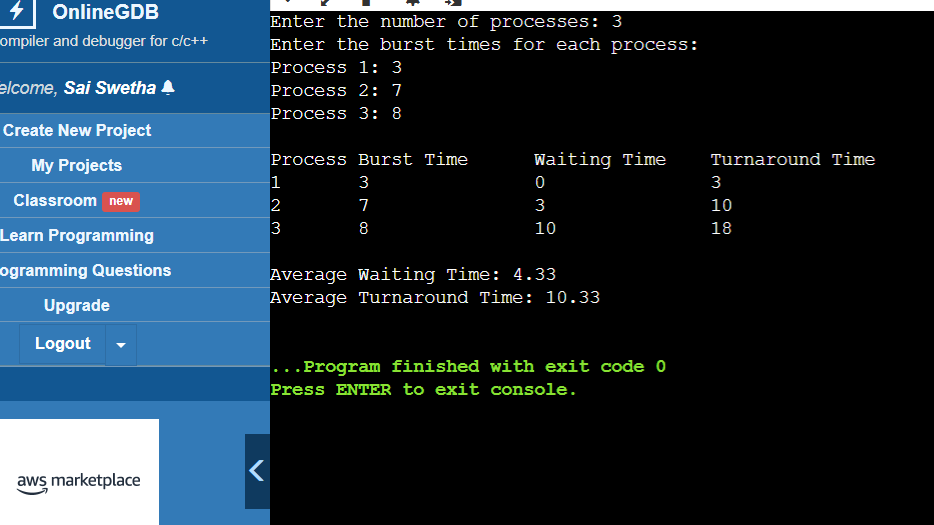 OnlineGDB
ompiler and debugger for c/c++
elcome, Sai Swetha
Create New Project
My Projects
Classroom new
Learn Programming
ogramming Questions
Upgrade
Logout
aws marketplace
Enter the number of processes: 3
Enter the burst times for each process:
Process 1: 3
Process 2: 7
Process 3: 8
Process Burst Time Waiting Time Turnaround Time
1 3 0 3
2 7 3 10
3 8 10 18
Average Waiting Time: 4.33
Average Turnaround Time: 10.33
...Program finished with exit code 0
Press ENTER to exit console.